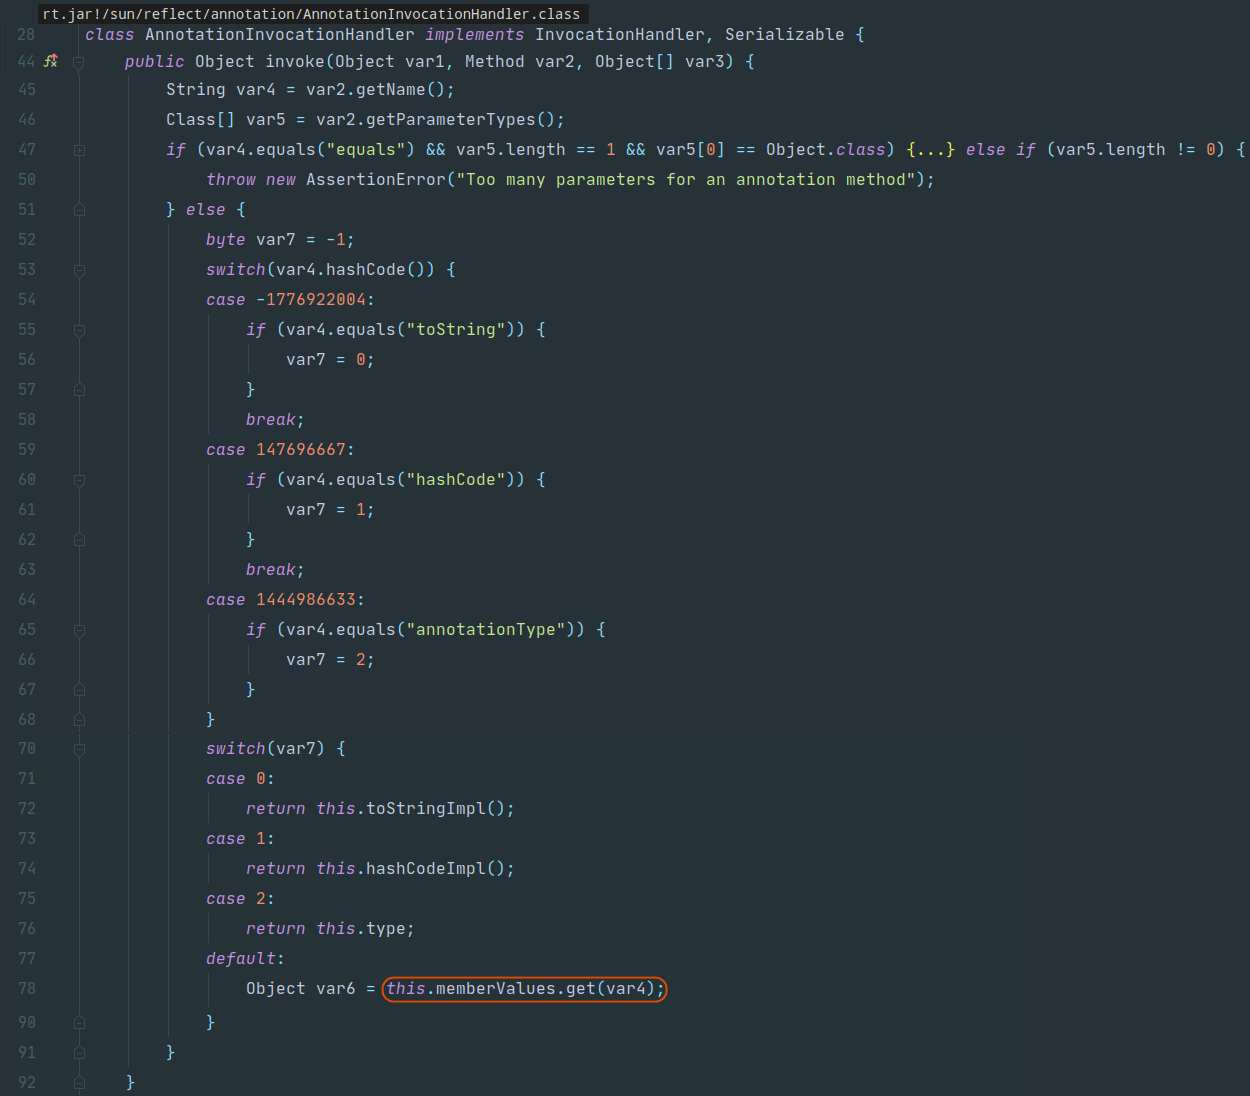 rt.jar!/sun/reflect/annotation/AnnotationInvocationHandler.class
28 class AnnotationInvocationHandler implements InvocationHandler, Serializable {
44 public Object invoke(Object var1, Method var2, Object[] var3) {
45 String var4 = var2.getName();
46 Class[] var5 = var2.getParameterTypes();
47 if (var4.equals("equals") && var5.length == 1 && var5[0] == Object.class) {...} else if (var5.length != 0) {
50 throw new AssertionError("Too many parameters for an annotation method");
51 } else {
52 byte var7 = -1;
53 switch(var4.hashCode()) {
54 case -1776922004:
55 if (var4.equals("toString")) {
56 var7 = 0;
57 }
58 break;
59 case 147696667:
60 if (var4.equals("hashCode")) {
61 var7 = 1;
62 }
63 break;
64 case 1444986633:
65 if (var4.equals("annotationType")) {
66 var7 = 2;
67 }
68 }
70 switch(var7) {
71 case 0:
72 return this.toStringImpl();
73 case 1:
74 return this.hashCodeImpl();
75 case 2:
76 return this.type;
77 default:
78 Object var6 = this.memberValues.get(var4);
90 }
91 }
92 }